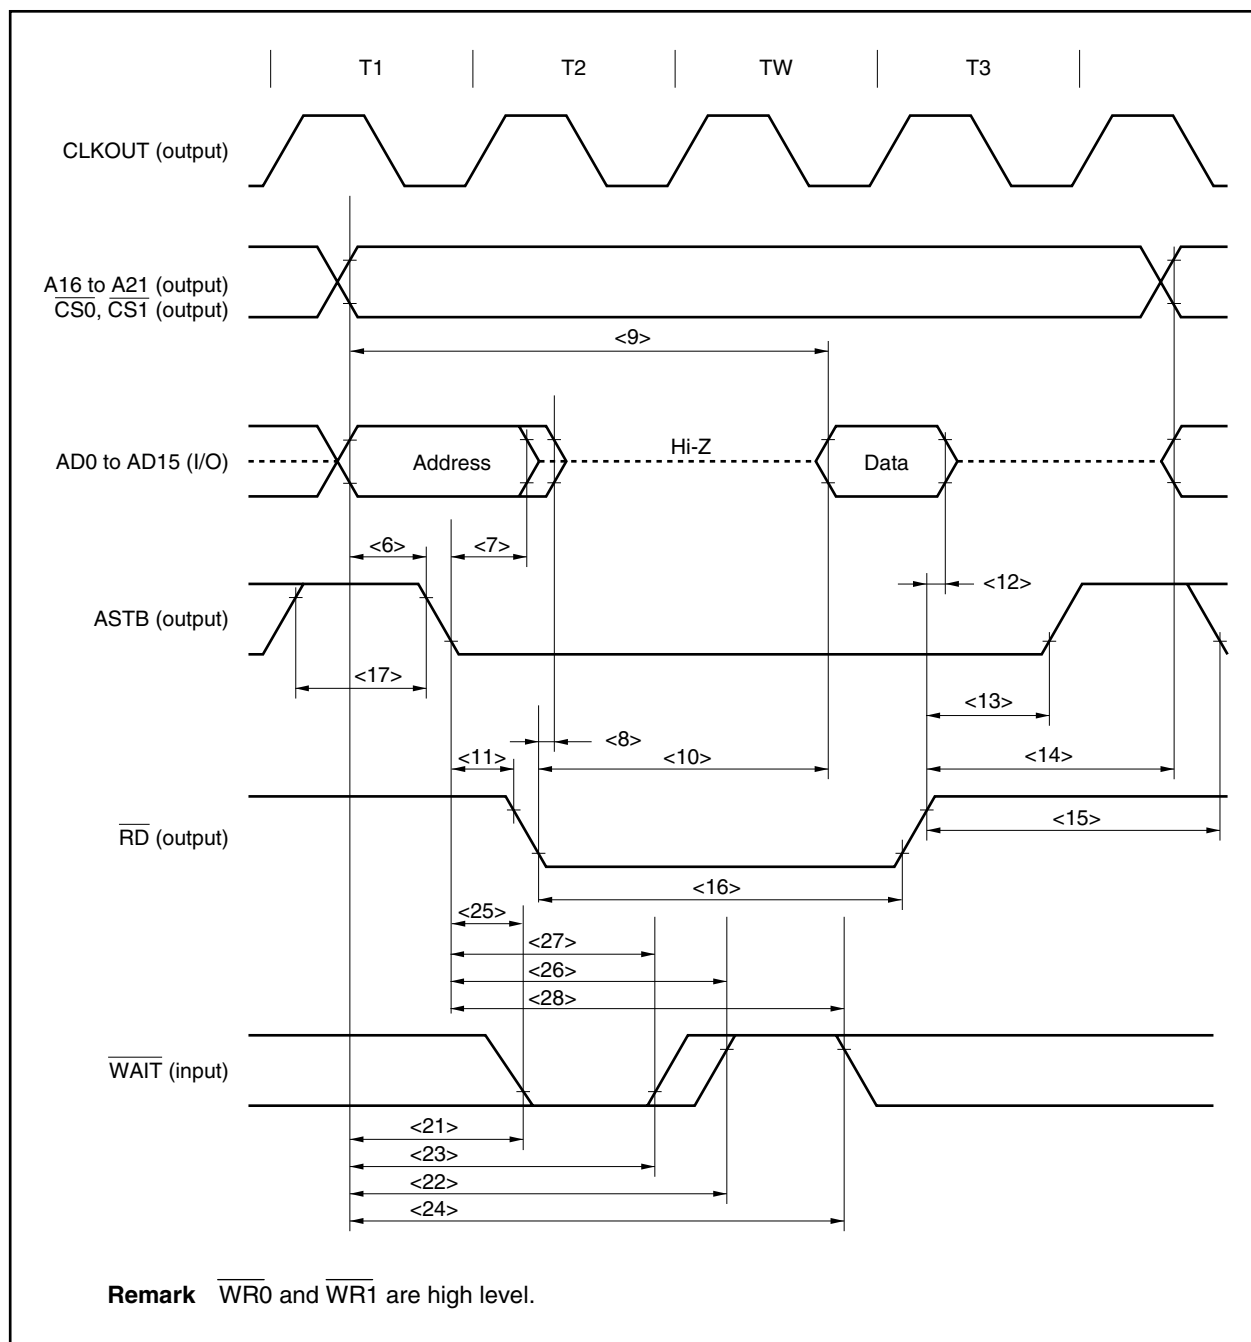 T1 T2 TW T3
CLKOUT (output)
A16 to A21 (output)
CS0, CS1 (output)
<9>
AD0 to AD15 (I/O)
Address
Hi-Z
Data
<6> <7>
<12>
ASTB (output)
<17>
<13>
<8>
<11> <10> <14>
<15>
RD (output)
<16>
<25>
<27>
<26>
<28>
WAIT (input)
<21>
<23>
<22>
<24>
Remark WR0 and WR1 are high level.